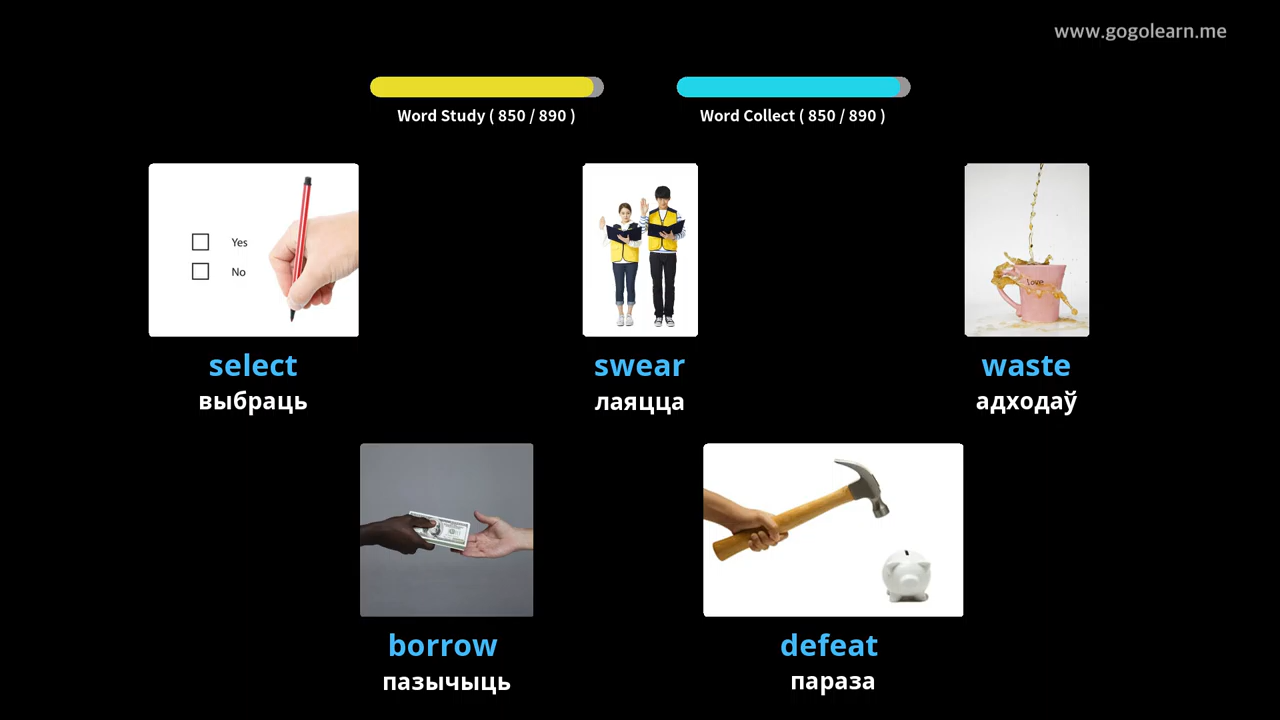 www.gogolearn.me
Word Study ( 850 / 890 )
Word Collect ( 850 / 890 )
Yes
No
love
select
swear
waste
выбраць
лаяцца
адходаў
borrow
defeat
пазычыць
параза